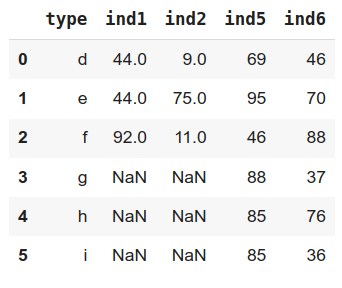 type ind1 ind2 ind5 ind6
0 d 44.0 9.0 69 46
1 e 44.0 75.0 95 70
2 f 92.0 11.0 46 88
3 g NaN NaN 88 37
4 h NaN NaN 85 76
5 i NaN NaN 85 36